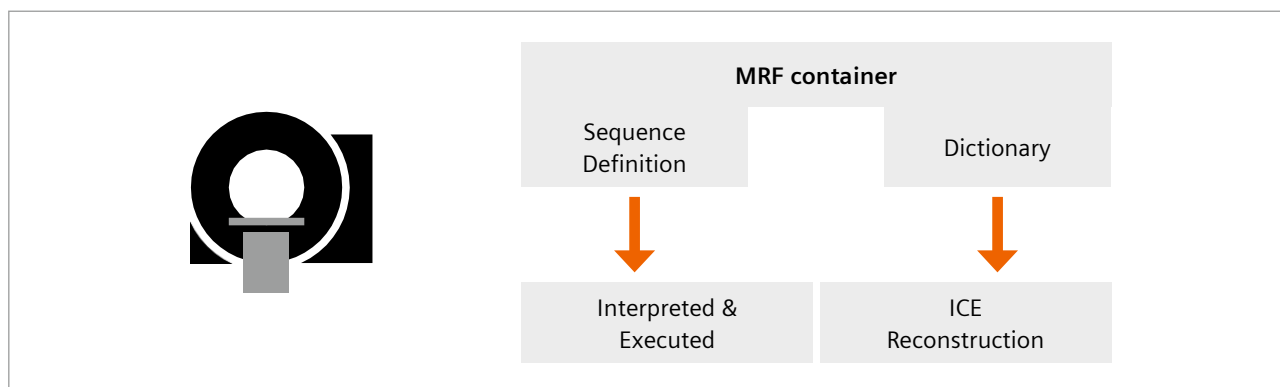 MRF container
Sequence
Definition
Dictionary
Interpreted &
Executed
ICE
Reconstruction